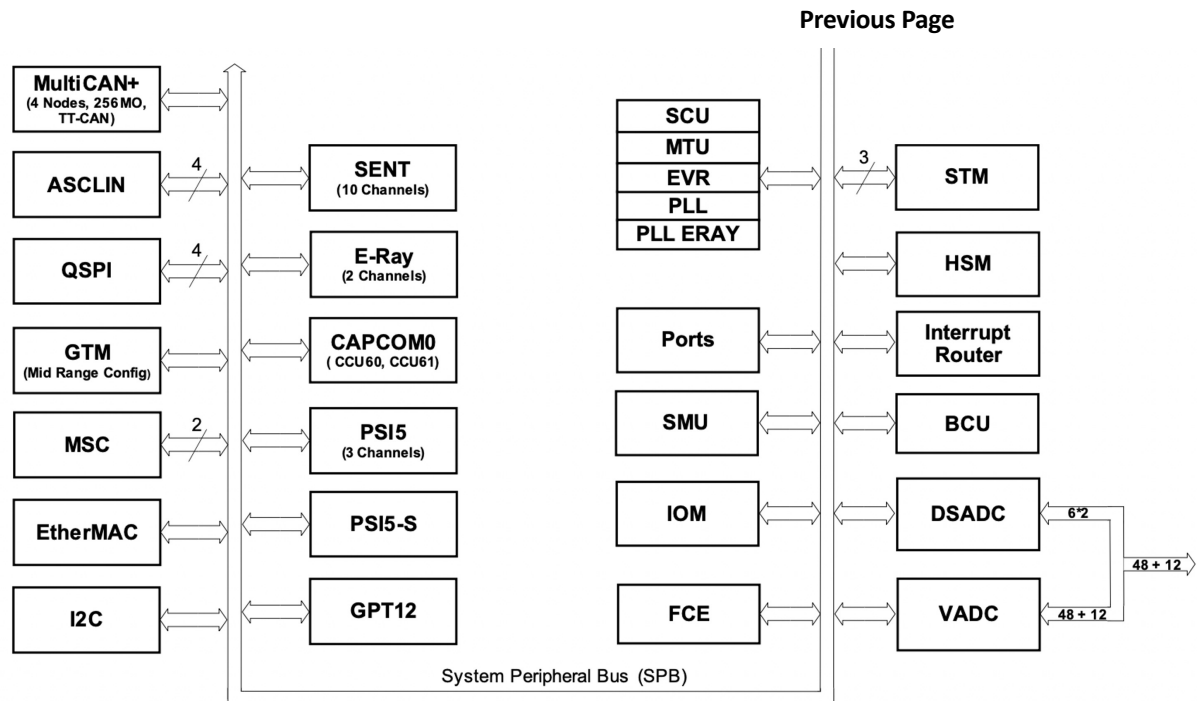 Previous Page
MultiCAN+
(4 Nodes, 256MO,
TT-CAN)
ASCLIN
4
QSPI
4
GTM
(Mid Range Config)
MSC
2
EtherMAC
I2C
SENT
(10 Channels)
E-Ray
(2 Channels)
CAPCOM0
( CCU60, CCU61)
PSI5
(3 Channels)
PSI5-S
GPT12
SCU
MTU
EVR
PLL
PLL ERAY
Ports
SMU
IOM
FCE
3
STM
HSM
Interrupt
Router
BCU
DSADC
6*2
48 + 12
VADC
48 + 12
System Peripheral Bus (SPB)